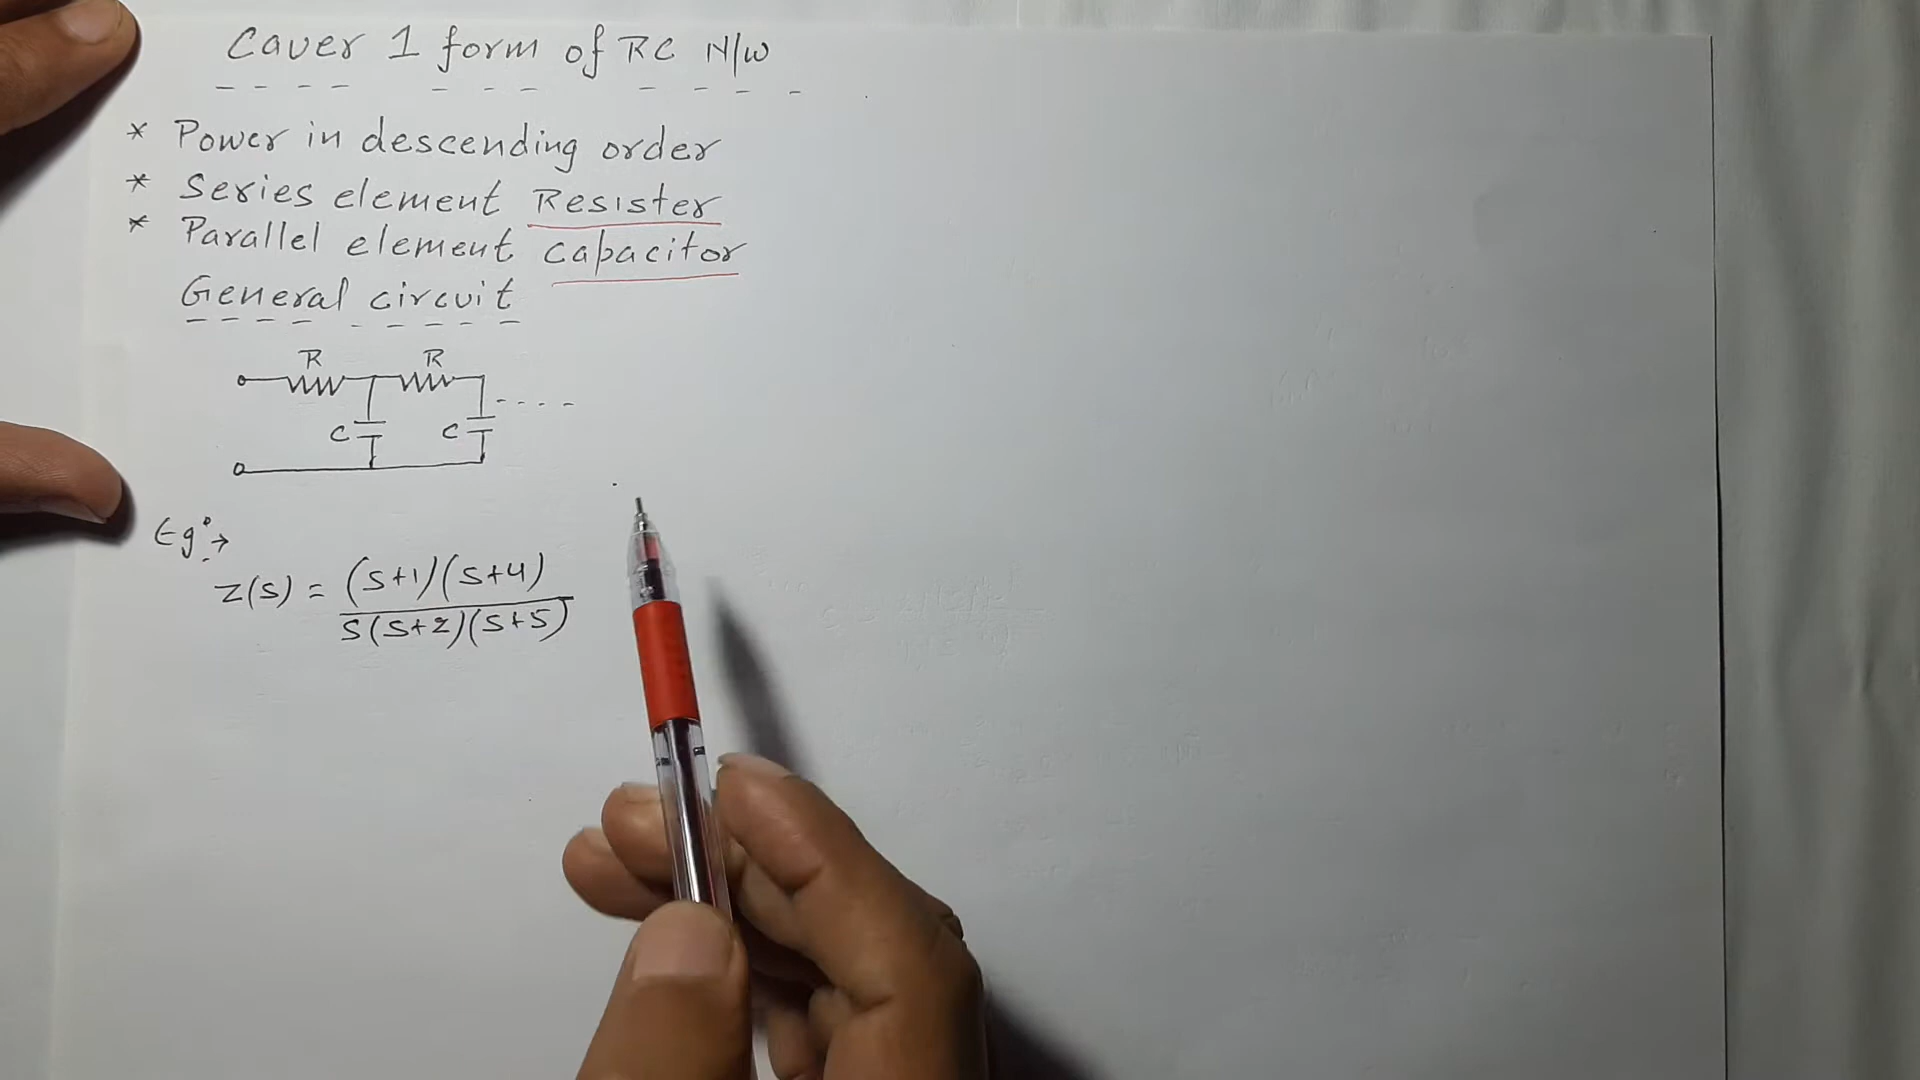 Cauer 1 form of RC N/W
* Power in descending order
* Series element Resister
* Parallel element capacitor
General circuit
R R
C C
Eg:→
Z(s) = (s+1)(s+4)
s(s+2)(s+5)